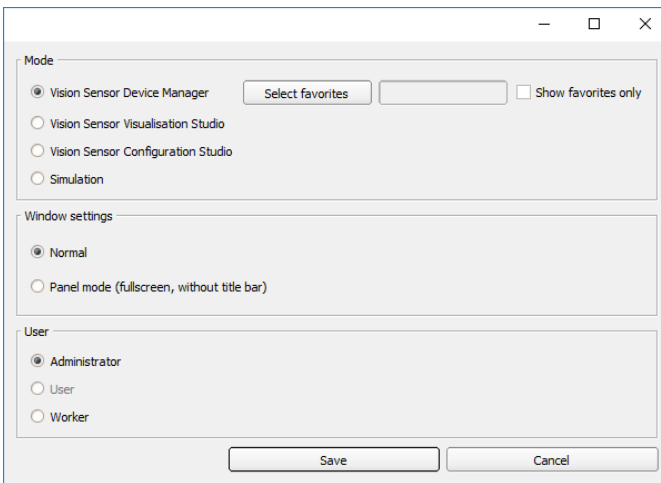 Mode
Vision Sensor Device Manager Select favorites Show favorites only
Vision Sensor Visualisation Studio
Vision Sensor Configuration Studio
Simulation
Window settings
Normal
Panel mode (fullscreen, without title bar)
User
Administrator
User
Worker
Save Cancel